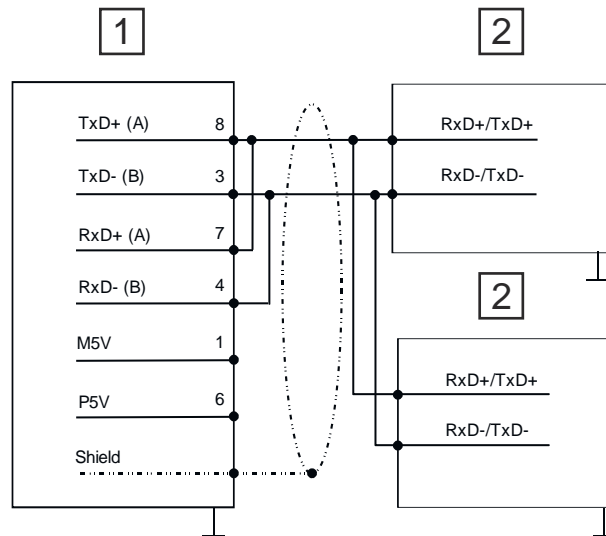 1
2
TxD+ (A) 8
TxD- (B) 3
RxD+ (A) 7
RxD- (B) 4
M5V 1
P5V 6
Shield
RxD+/TxD+
RxD-/TxD-
2
RxD+/TxD+
RxD-/TxD-